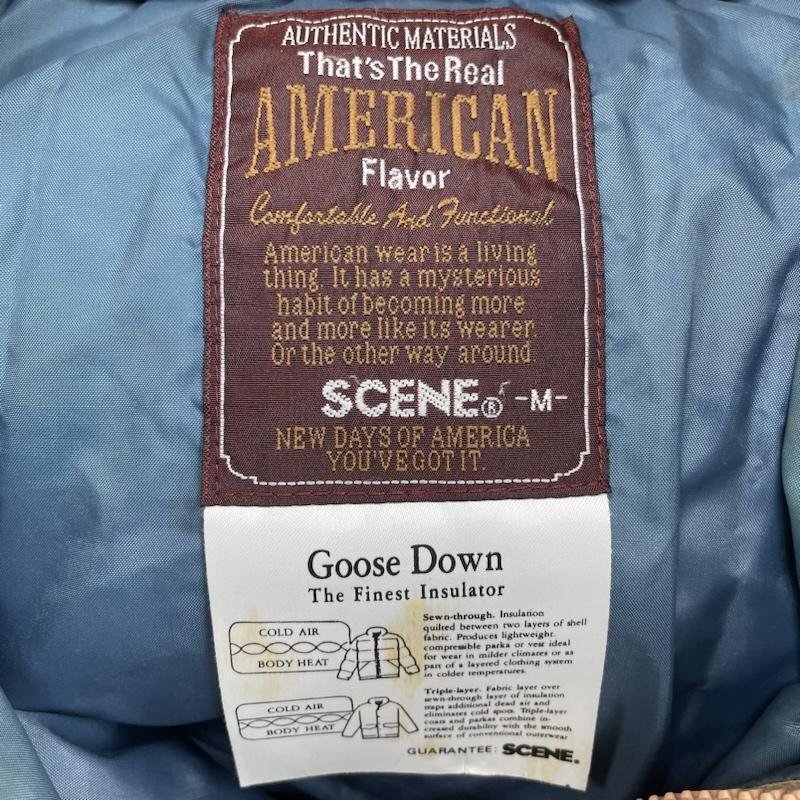 AUTHENTIC MATERIALS
That's The Real
AMERICAN
Flavor
Comfortable And Functional
American wear is a living
thing. It has a mysterious
habit of becoming more
and more like its wearer.
Or the other way around.
SCENE® -M-
NEW DAYS OF AMERICA
YOU'VE GOT IT.
Goose Down
The Finest Insulator
COLD AIR
BODY HEAT
Sewn-through. Insulation
quilted between two layers of shell
fabric. Produces lightweight,
compressible parka or vest ideal
for wear in milder climates or as
part of a layered clothing system
in colder temperatures.
COLD AIR
BODY HEAT
Triple-layer. Fabric layer over
sewn-through layer of insulation
traps additional dead air and
eliminates cold spots. Triple-layer
coats and parkas combine in-
creased durability with the smooth
surface of conventional outerwear
GUARANTEE: SCENE.